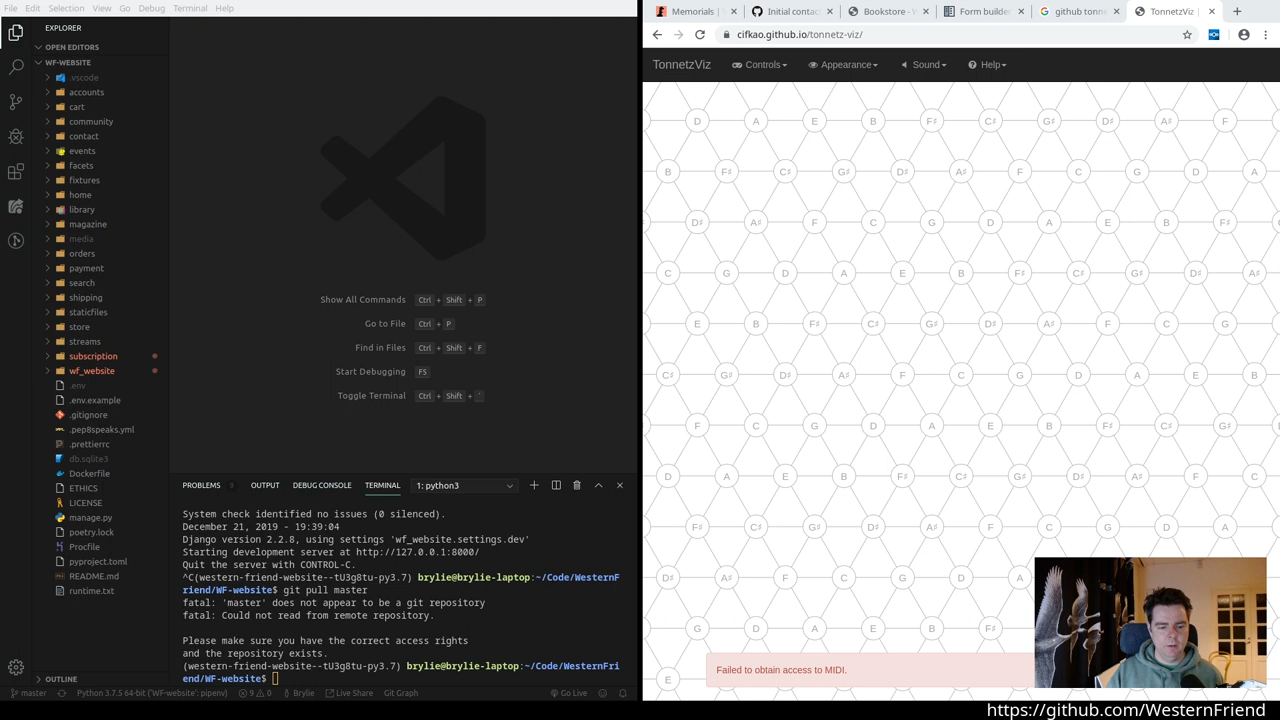 File Edit Selection View Go Debug Terminal Help
EXPLORER
OPEN EDITORS
WF-WEBSITE
.vscode
accounts
cart
community
contact
events
facets
fixtures
home
library
magazine
media
orders
payment
search
shipping
staticfiles
store
streams
subscription
wf_website
.env
.env.example
.gitignore
.pep8speaks.yml
.prettierrc
db.sqlite3
Dockerfile
ETHICS
LICENSE
manage.py
poetry.lock
Procfile
pyproject.toml
README.md
runtime.txt
OUTLINE
Show All Commands Ctrl + Shift + P
Go to File Ctrl + P
Find in Files Ctrl + Shift + F
Start Debugging F5
Toggle Terminal Ctrl + Shift + `
PROBLEMS 9 OUTPUT DEBUG CONSOLE TERMINAL 1: python3
System check identified no issues (0 silenced).
December 21, 2019 - 19:39:04
Django version 2.2.8, using settings 'wf_website.settings.dev'
Starting development server at http://127.0.0.1:8000/
Quit the server with CONTROL-C.
^C(western-friend-website--tU3g8tu-py3.7) brylie@brylie-laptop:~/Code/WesternF
riend/WF-website$ git pull master
fatal: 'master' does not appear to be a git repository
fatal: Could not read from remote repository.
Please make sure you have the correct access rights
and the repository exists.
(western-friend-website--tU3g8tu-py3.7) brylie@brylie-laptop:~/Code/WesternFri
end/WF-website$
master Python 3.7.5 64-bit ('WF-website': pipenv) 9 0 Brylie Live Share Git Graph Go Live
Memorials | Initial contact Bookstore - Form builder github tonne TonnetzViz
cifkao.github.io/tonnetz-viz/
TonnetzViz Controls Appearance Sound Help
D A E B F♯ C♯ G♯ D♯ A♯ F
B F♯ C♯ G♯ D♯ A♯ F C G D A
D♯ A♯ F C G D A E B F♯
C G D A E B F♯ C♯ G♯ D♯ A♯
E B F♯ C♯ G♯ D♯ A♯ F C G
C♯ G♯ D♯ A♯ F C G D A E B
F C G D A E B F♯ C♯ G♯
D A E B F♯ C♯ G♯ D♯ A♯ F C
F♯ C♯ G♯ D♯ A♯ F C G D A
D♯ A♯ F C G D A
G D A E B F♯
E
Failed to obtain access to MIDI.
https://github.com/WesternFriend